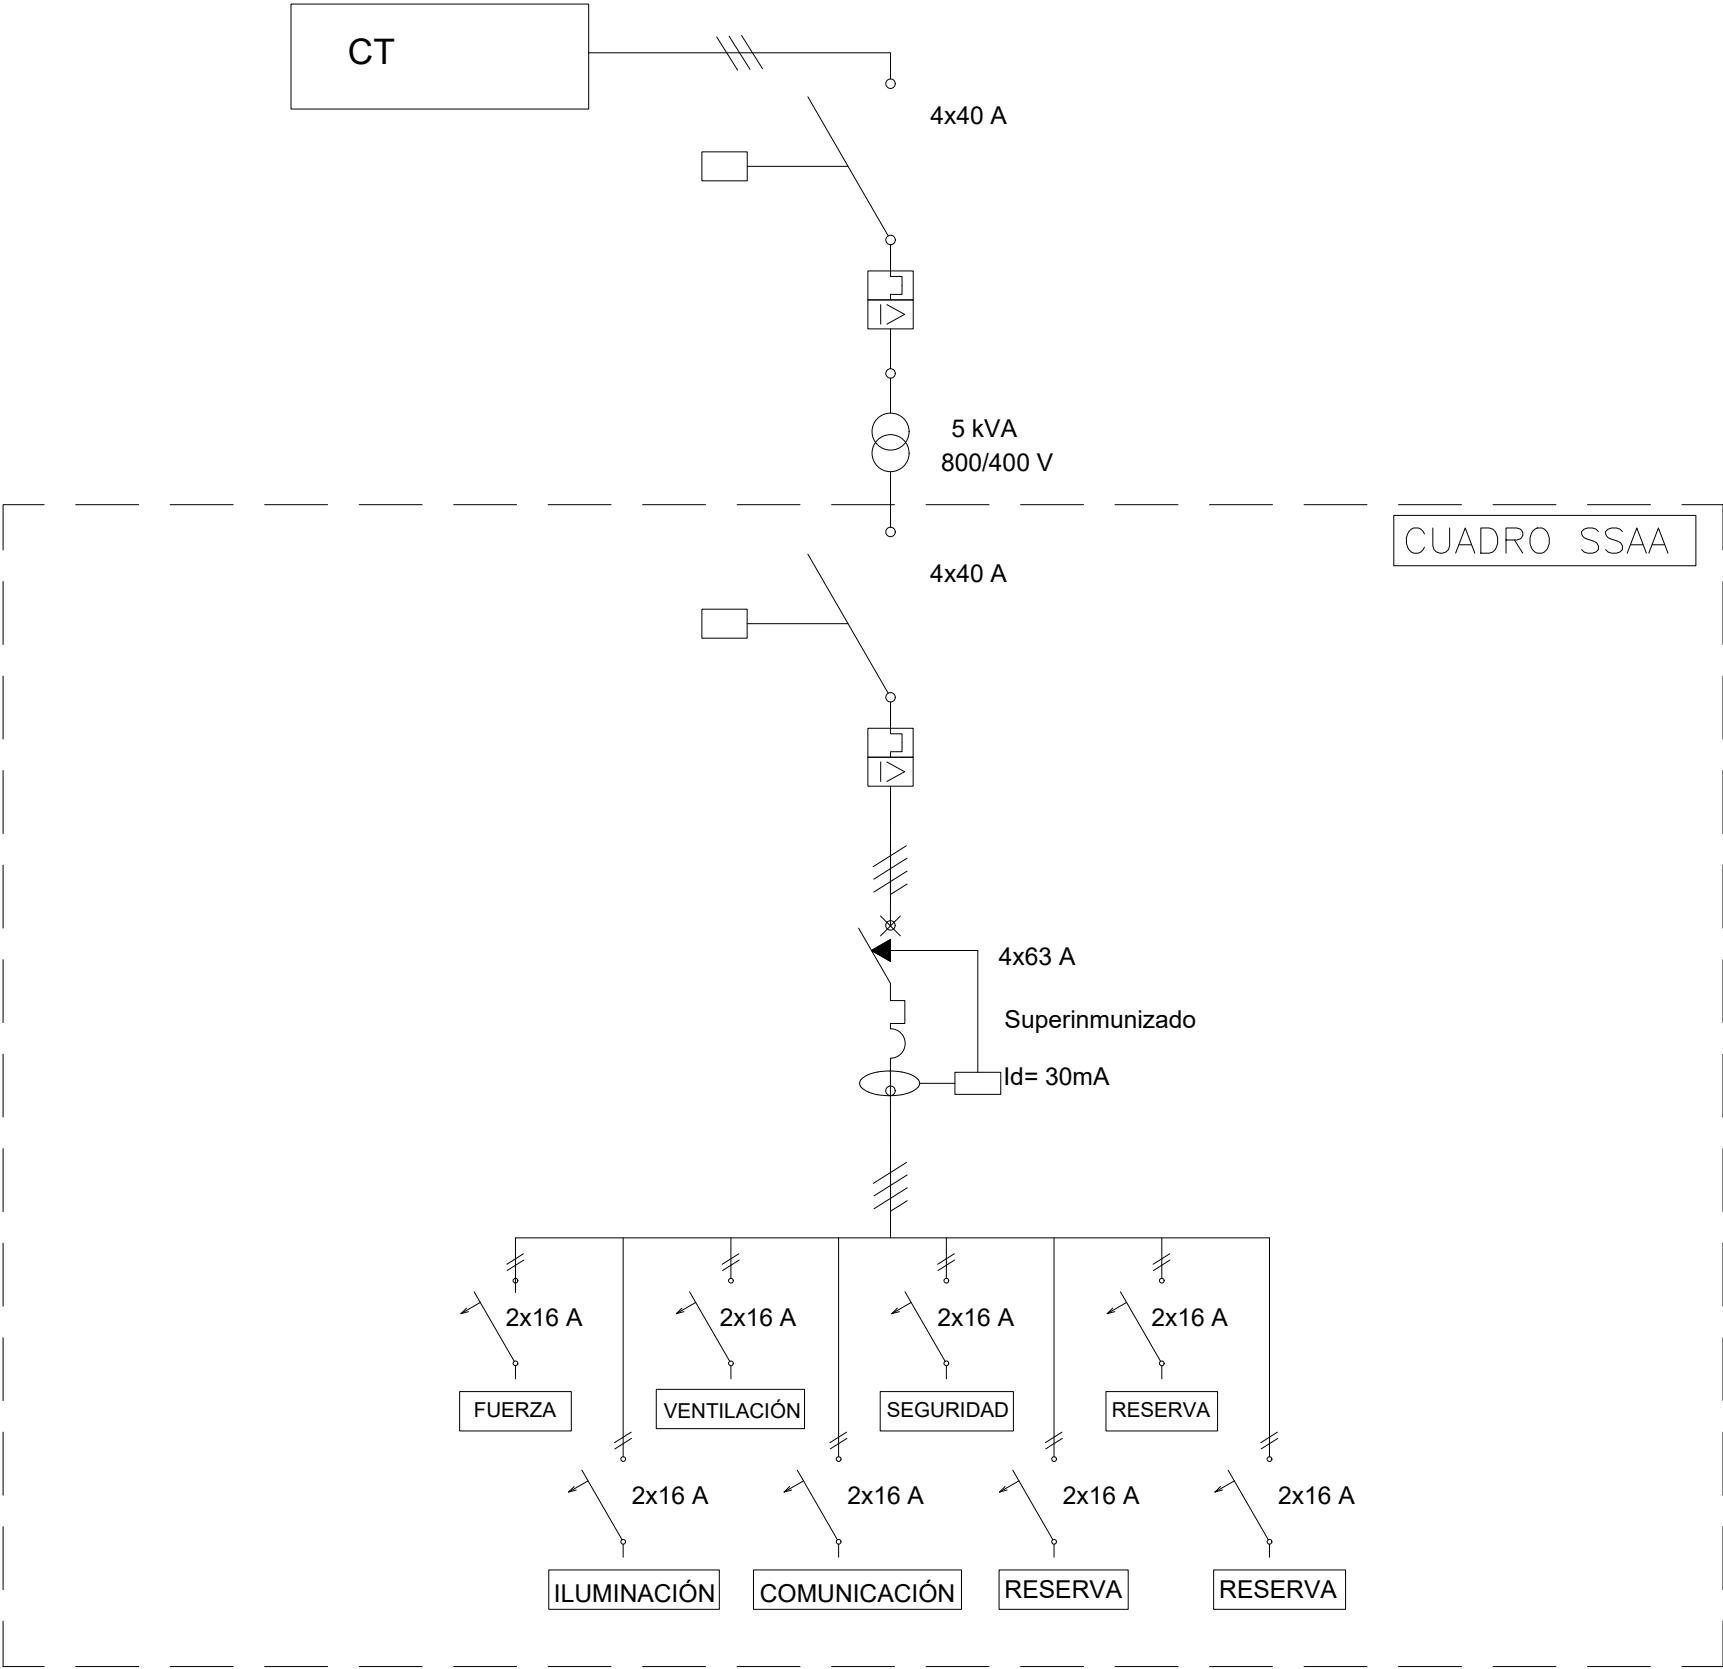 CT
4x40 A
5 kVA
800/400 V
CUADRO SSAA
4x40 A
4x63 A
Superinmunizado
Id= 30mA
2x16 A
2x16 A
2x16 A
2x16 A
FUERZA
VENTILACIÓN
SEGURIDAD
RESERVA
2x16 A
2x16 A
2x16 A
2x16 A
ILUMINACIÓN
COMUNICACIÓN
RESERVA
RESERVA